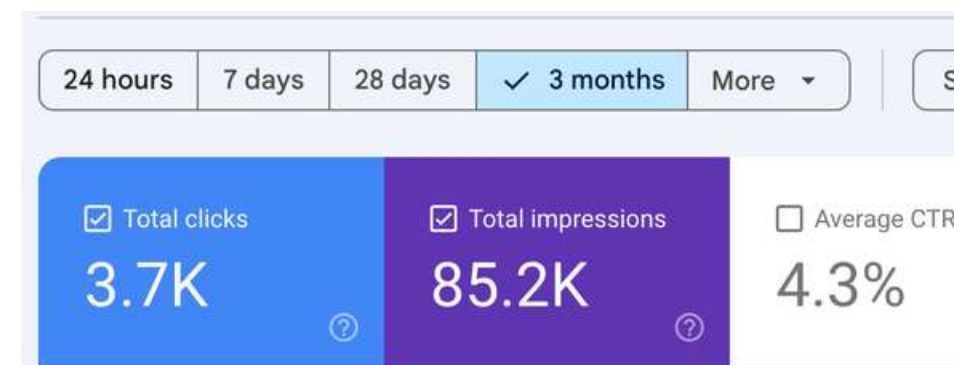 24 hours 7 days 28 days 3 months More
Total clicks Total impressions Average CTR
3.7K 85.2K 4.3%